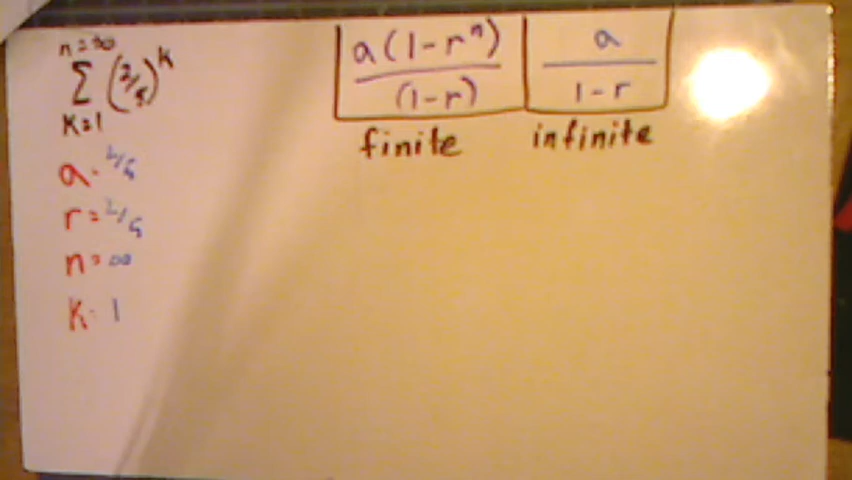 n=∞
∑ (2/5)^k
k=1
a = 2/5
r = 2/5
n = ∞
k = 1
a(1-r^n)
(1-r)
finite
a
1-r
infinite